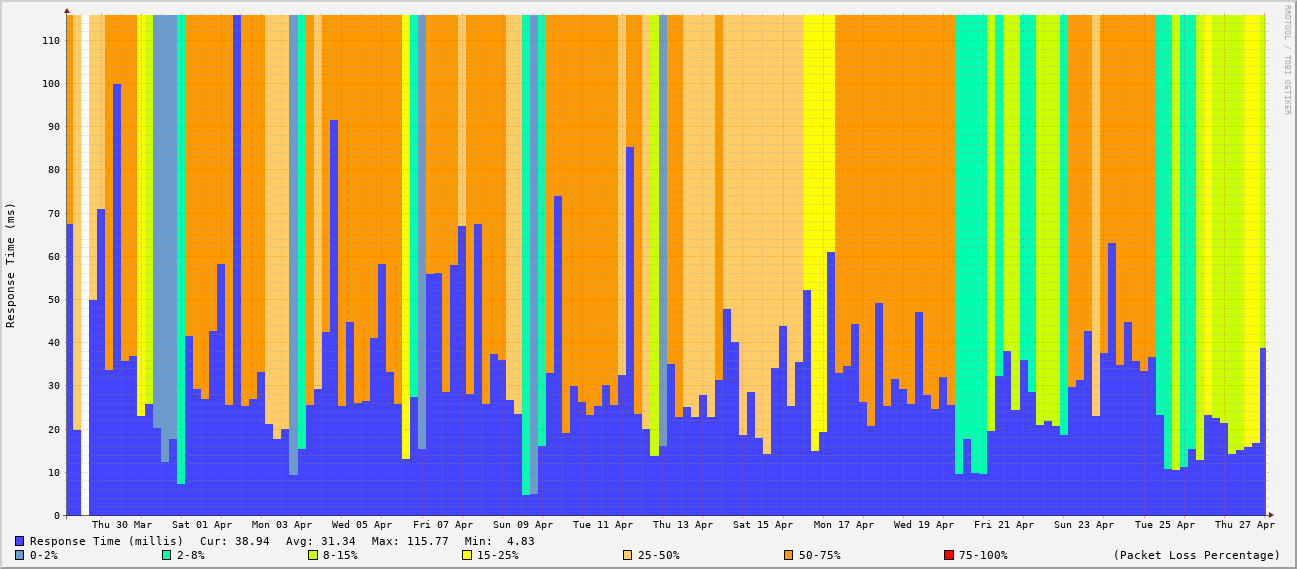 RRDTOOL / TOBI OETIKER
Response Time (ms)
110
100
90
80
70
60
50
40
30
20
10
0
Thu 30 Mar Sat 01 Apr Mon 03 Apr Wed 05 Apr Fri 07 Apr Sun 09 Apr Tue 11 Apr Thu 13 Apr Sat 15 Apr Mon 17 Apr Wed 19 Apr Fri 21 Apr Sun 23 Apr Tue 25 Apr Thu 27 Apr
Response Time (millis) Cur: 38.94 Avg: 31.34 Max: 115.77 Min: 4.83
0-2% 2-8% 8-15% 15-25% 25-50% 50-75% 75-100% (Packet Loss Percentage)